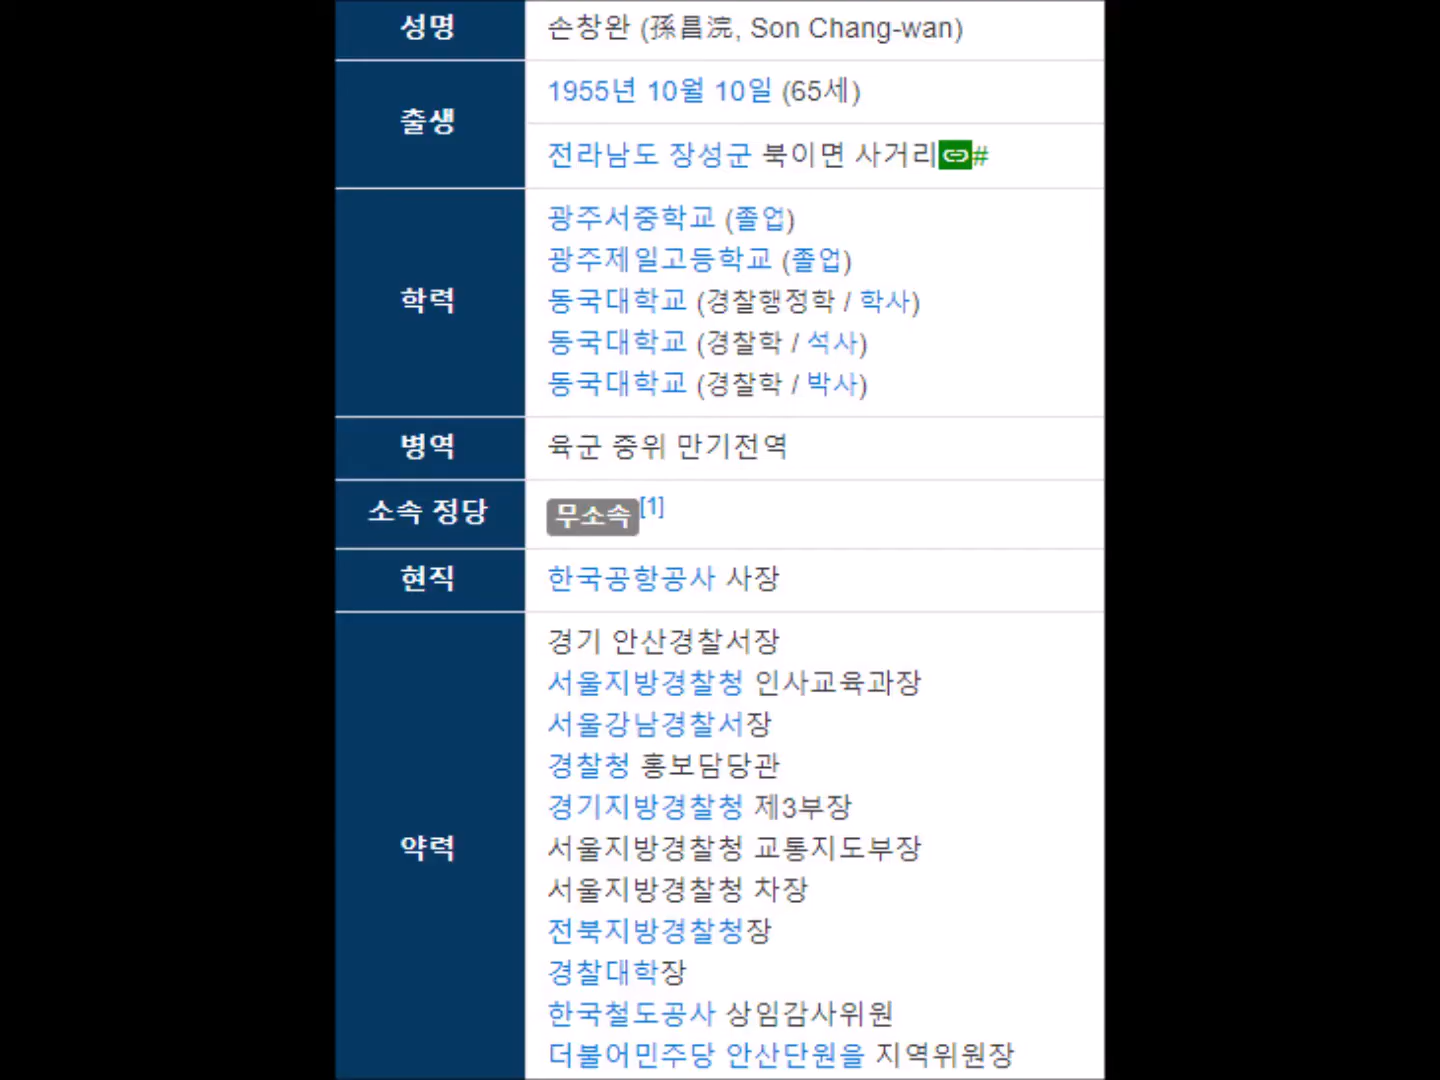 성명
손창완 (孫昌浣, Son Chang-wan)
출생
1955년 10월 10일 (65세)
전라남도 장성군 북이면 사거리#
학력
광주서중학교 (졸업)
광주제일고등학교 (졸업)
동국대학교 (경찰행정학 / 학사)
동국대학교 (경찰학 / 석사)
동국대학교 (경찰학 / 박사)
병역
육군 중위 만기전역
소속 정당
무소속[1]
현직
한국공항공사 사장
약력
경기 안산경찰서장
서울지방경찰청 인사교육과장
서울강남경찰서장
경찰청 홍보담당관
경기지방경찰청 제3부장
서울지방경찰청 교통지도부장
서울지방경찰청 차장
전북지방경찰청장
경찰대학장
한국철도공사 상임감사위원
더불어민주당 안산단원을 지역위원장